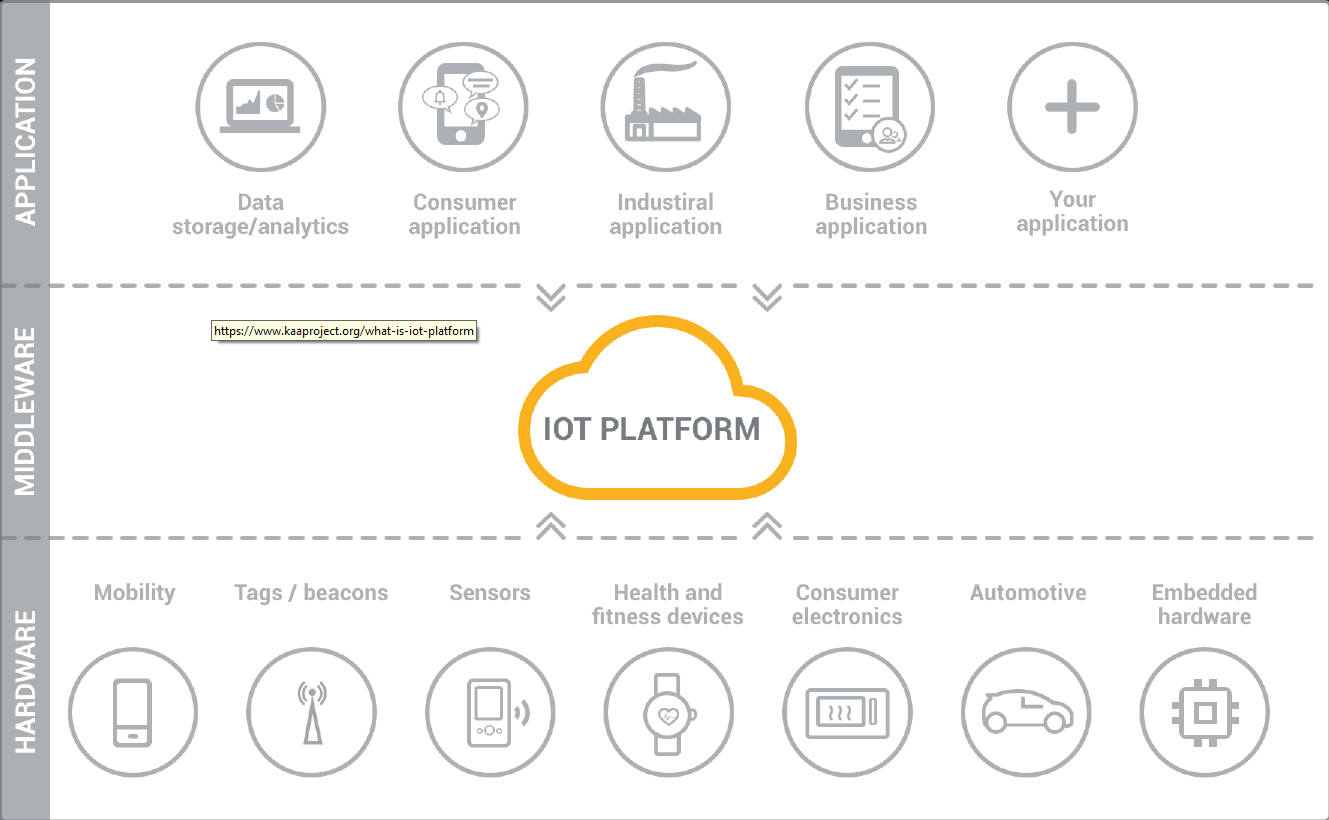 APPLICATION
Data
storage/analytics
Consumer
application
Industiral
application
Business
application
Your
application
MIDDLEWARE
https://www.kaaproject.org/what-is-iot-platform
IOT PLATFORM
HARDWARE
Mobility
Tags / beacons
Sensors
Health and
fitness devices
Consumer
electronics
Automotive
Embedded
hardware